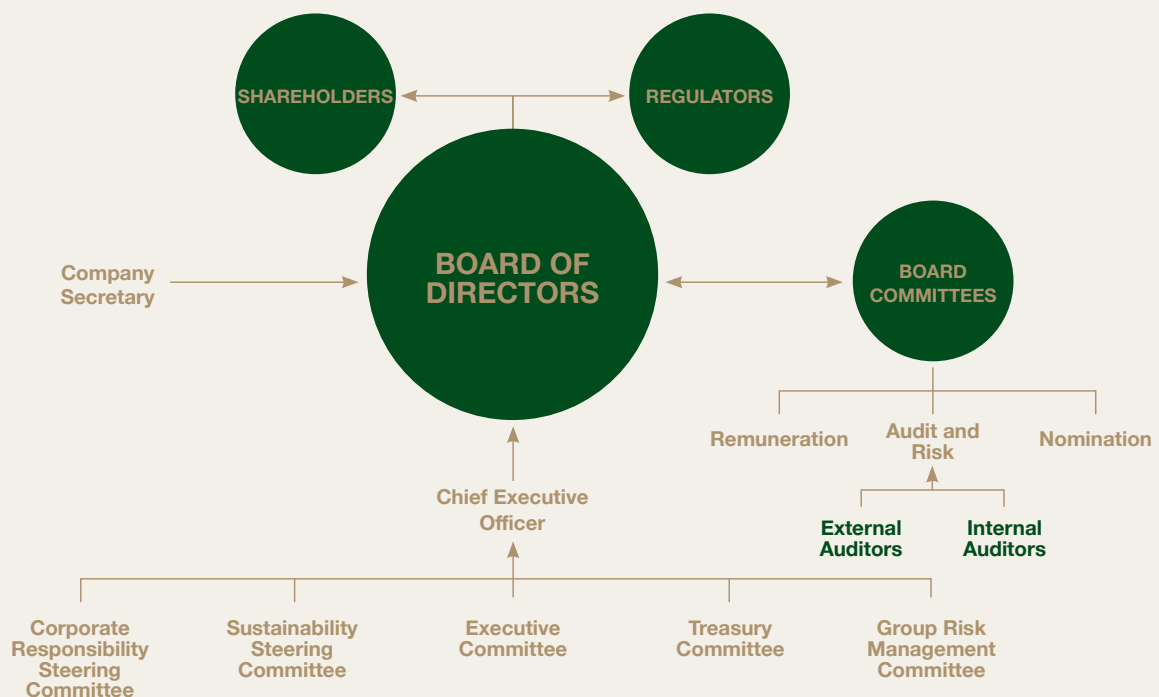 SHAREHOLDERS
REGULATORS
Company
Secretary
BOARD OF
DIRECTORS
BOARD
COMMITTEES
Remuneration
Audit and
Risk
Nomination
Chief Executive
Officer
External
Auditors
Internal
Auditors
Corporate
Responsibility
Steering
Committee
Sustainability
Steering
Committee
Executive
Committee
Treasury
Committee
Group Risk
Management
Committee